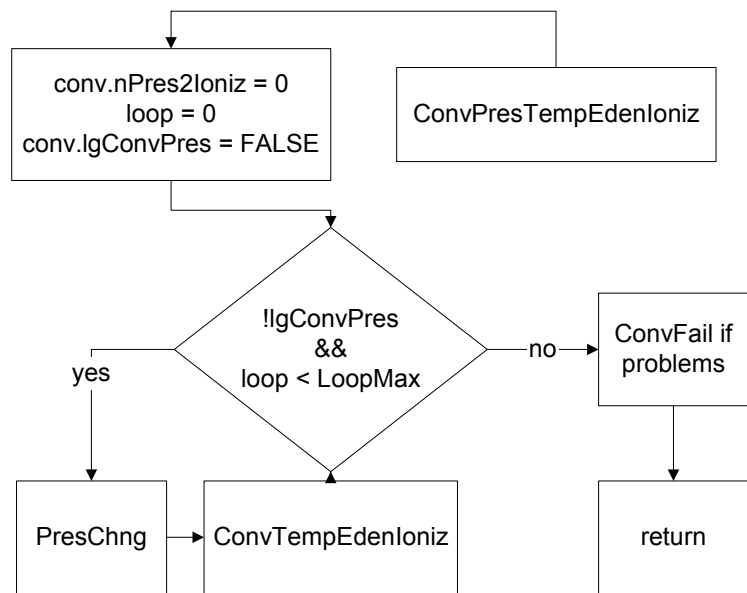 conv.nPres2Ioniz = 0
loop = 0
conv.lgConvPres = FALSE
ConvPresTempEdenIoniz
!lgConvPres
&&
loop < LoopMax
yes
no
ConvFail if
problems
PresChng
ConvTempEdenIoniz
return